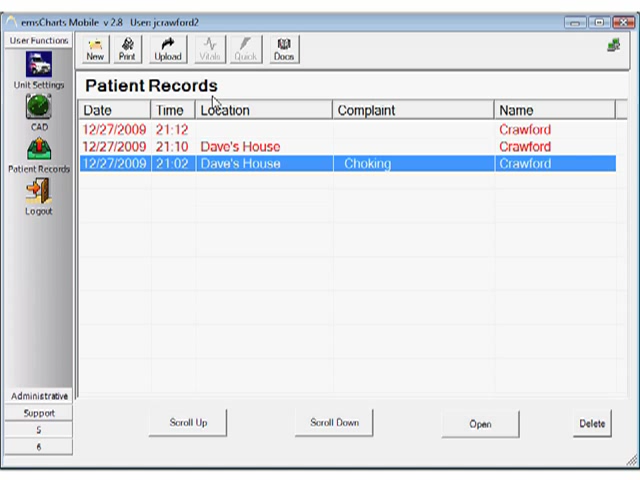 emsCharts Mobile v 2.8 User: jcrawford2
User Functions
Unit Settings
CAD
Patient Records
Logout
Administrative
Support
5
6
New Print Upload Vitals Quick Docs
Patient Records
Date Time Location Complaint Name
12/27/2009 21:12 Crawford
12/27/2009 21:10 Dave's House Crawford
12/27/2009 21:02 Dave's House Choking Crawford
Scroll Up Scroll Down Open Delete